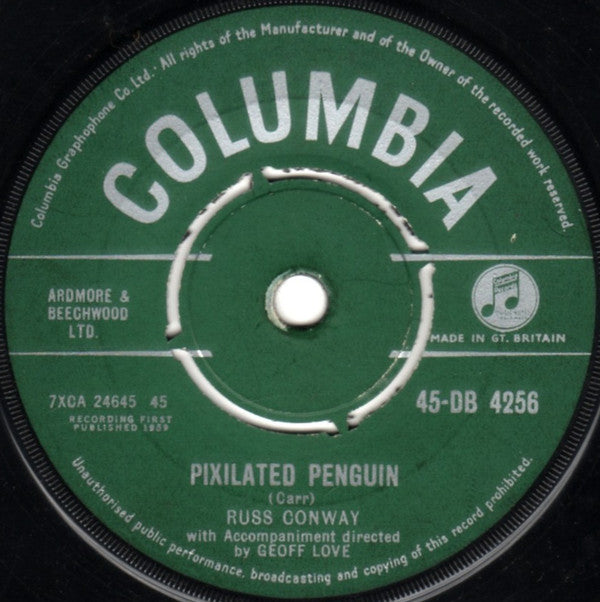 Columbia Graphophone Co. Ltd.· All rights of the Manufacturer and of the Owner of the recorded work reserved.
COLUMBIA
ARDMORE &
BEECHWOOD
LTD.
MADE IN GT. BRITAIN
7XCA 24645 45
RECORDING FIRST
PUBLISHED 1959
45-DB 4256
PIXILATED PENGUIN
(Carr)
RUSS CONWAY
with Accompaniment directed
by GEOFF LOVE
Unauthorised public performance, broadcasting and copying of this record prohibited.